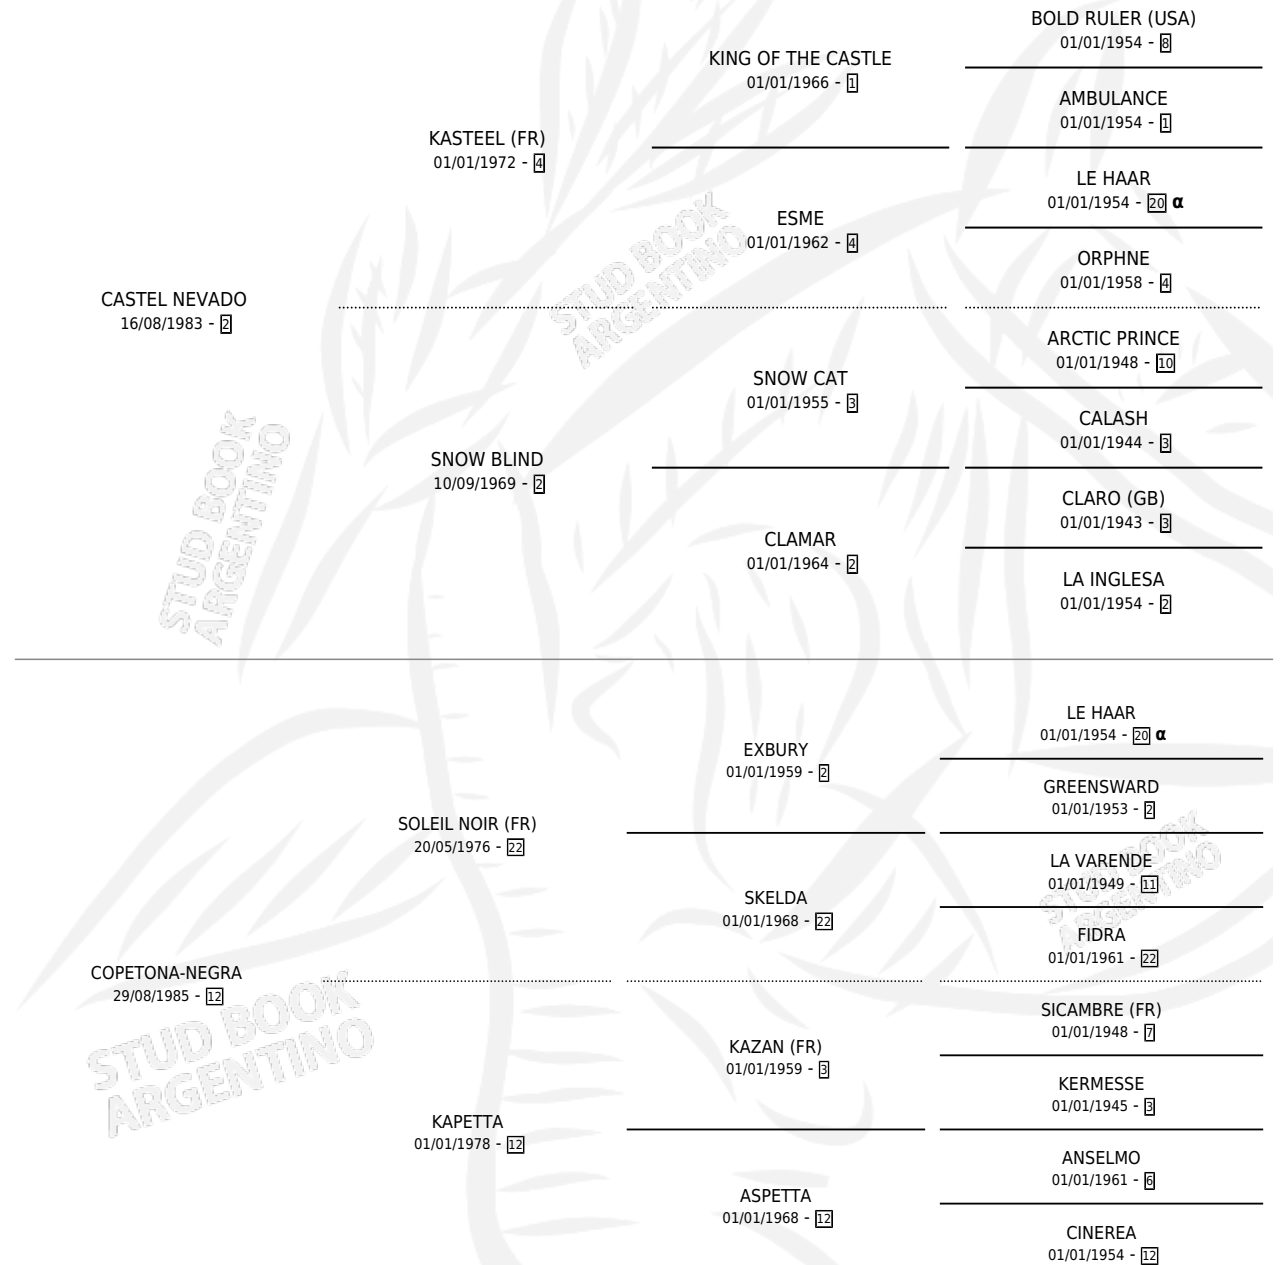 BOLD RULER (USA)
01/01/1954 - 8
KING OF THE CASTLE
01/01/1966 - 1
AMBULANCE
01/01/1954 - 1
KASTEEL (FR)
01/01/1972 - 4
LE HAAR
01/01/1954 - 20 α
ESME
01/01/1962 - 4
ORPHNE
01/01/1958 - 4
CASTEL NEVADO
16/08/1983 - 2
ARCTIC PRINCE
01/01/1948 - 10
SNOW CAT
01/01/1955 - 3
CALASH
01/01/1944 - 3
SNOW BLIND
10/09/1969 - 2
CLARO (GB)
01/01/1943 - 3
CLAMAR
01/01/1964 - 2
LA INGLESA
01/01/1954 - 2
LE HAAR
01/01/1954 - 20 α
EXBURY
01/01/1959 - 2
GREENSWARD
01/01/1953 - 2
SOLEIL NOIR (FR)
20/05/1976 - 22
LA VARENDE
01/01/1949 - 11
SKELDA
01/01/1968 - 22
FIDRA
01/01/1961 - 22
COPETONA-NEGRA
29/08/1985 - 12
SICAMBRE (FR)
01/01/1948 - 7
KAZAN (FR)
01/01/1959 - 3
KERMESSE
01/01/1945 - 3
KAPETTA
01/01/1978 - 12
ANSELMO
01/01/1961 - 6
ASPETTA
01/01/1968 - 12
CINEREA
01/01/1954 - 12
STUD BOOK
ARGENTINO
STUD BOOK
ARGENTINO
STUD BOOK
ARGENTINO
STUD BOOK
ARGENTINO